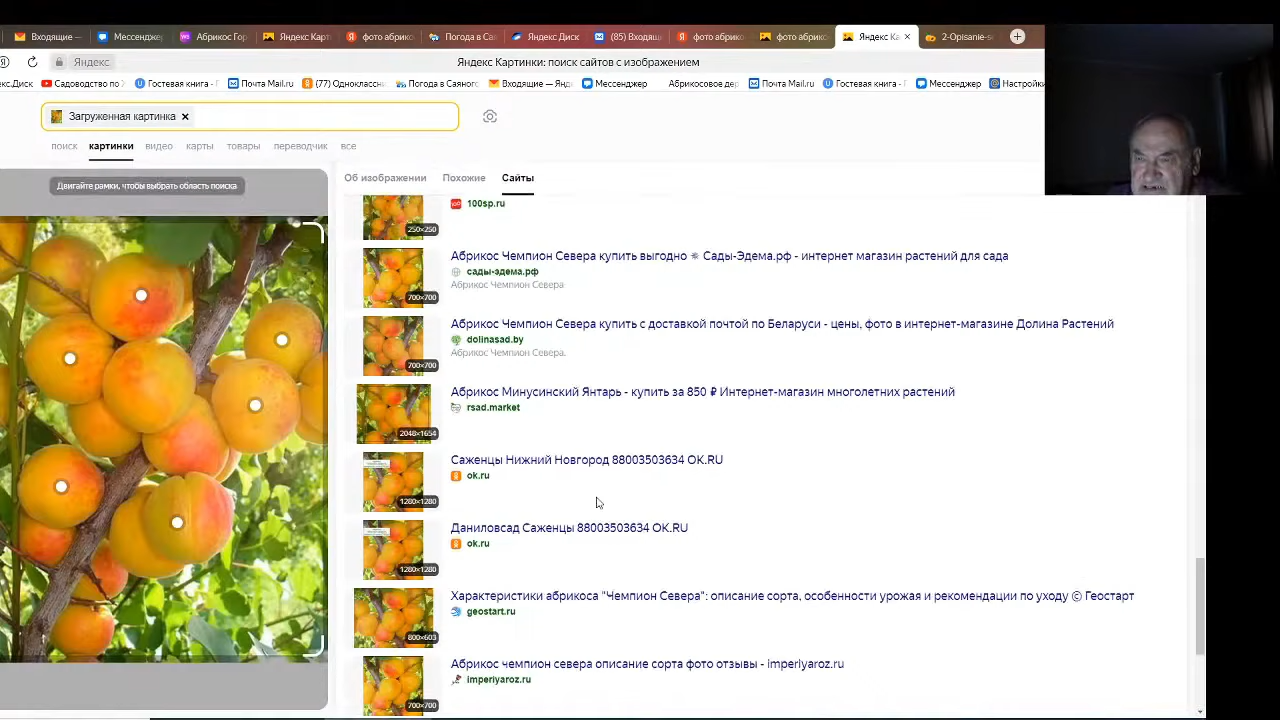 Входящие —
Мессендж
Абрикос Гор
Яндекс Карт
фото абрик
Погода в Сая
Яндекс Диск
(85) Входящ
фото абрико
фото абрико
Яндекс Ка
2-Opisanie-s
Яндекс
Яндекс Картинки: поиск сайтов с изображением
с.Диск
Садоводство по
Гостевая книга - Г
Почта Mail.ru
(77) Одноклассн
Погода в Саяного
Входящие — Янд
Мессенджер
Абрикосовое дер
Почта Mail.ru
Гостевая книга - Г
Мессенджер
Настройки
Загруженная картинка
поиск
картинки
видео
карты
товары
переводчик
все
Двигайте рамки, чтобы выбрать область поиска
Об изображении
Похожие
Сайты
100sp.ru
250×250
Абрикос Чемпион Севера купить выгодно ✵ Сады-Эдема.рф - интернет магазин растений для сада
сады-эдема.рф
Абрикос Чемпион Севера
700×700
Абрикос Чемпион Севера купить с доставкой почтой по Беларуси - цены, фото в интернет-магазине Долина Растений
dolinasad.by
Абрикос Чемпион Севера.
700×700
Абрикос Минусинский Янтарь - купить за 850 ₽ Интернет-магазин многолетних растений
rsad.market
2048×1654
Саженцы Нижний Новгород 88003503634 OK.RU
ok.ru
1280×1280
Даниловсад Саженцы 88003503634 OK.RU
ok.ru
1280×1280
Характеристики абрикоса "Чемпион Севера": описание сорта, особенности урожая и рекомендации по уходу © Геостарт
geostart.ru
800×603
Абрикос чемпион севера описание сорта фото отзывы - imperiyaroz.ru
imperiyaroz.ru
700×700